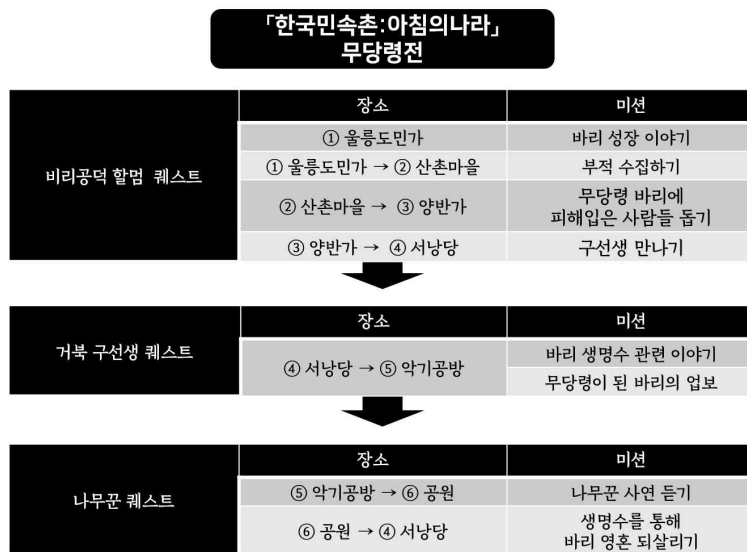 「한국민속촌:아침의나라」
무당령전
장소 미션
비리공덕 할멈 퀘스트
① 울릉도민가 바리 성장 이야기
① 울릉도민가 → ② 산촌마을 부적 수집하기
② 산촌마을 → ③ 양반가 무당령 바리에
피해입은 사람들 돕기
③ 양반가 → ④ 서낭당 구선생 만나기
장소 미션
거북 구선생 퀘스트
④ 서낭당 → ⑤ 악기공방 바리 생명수 관련 이야기
무당령이 된 바리의 업보
장소 미션
나무꾼 퀘스트
⑤ 악기공방 → ⑥ 공원 나무꾼 사연 듣기
⑥ 공원 → ④ 서낭당 생명수를 통해
바리 영혼 되살리기